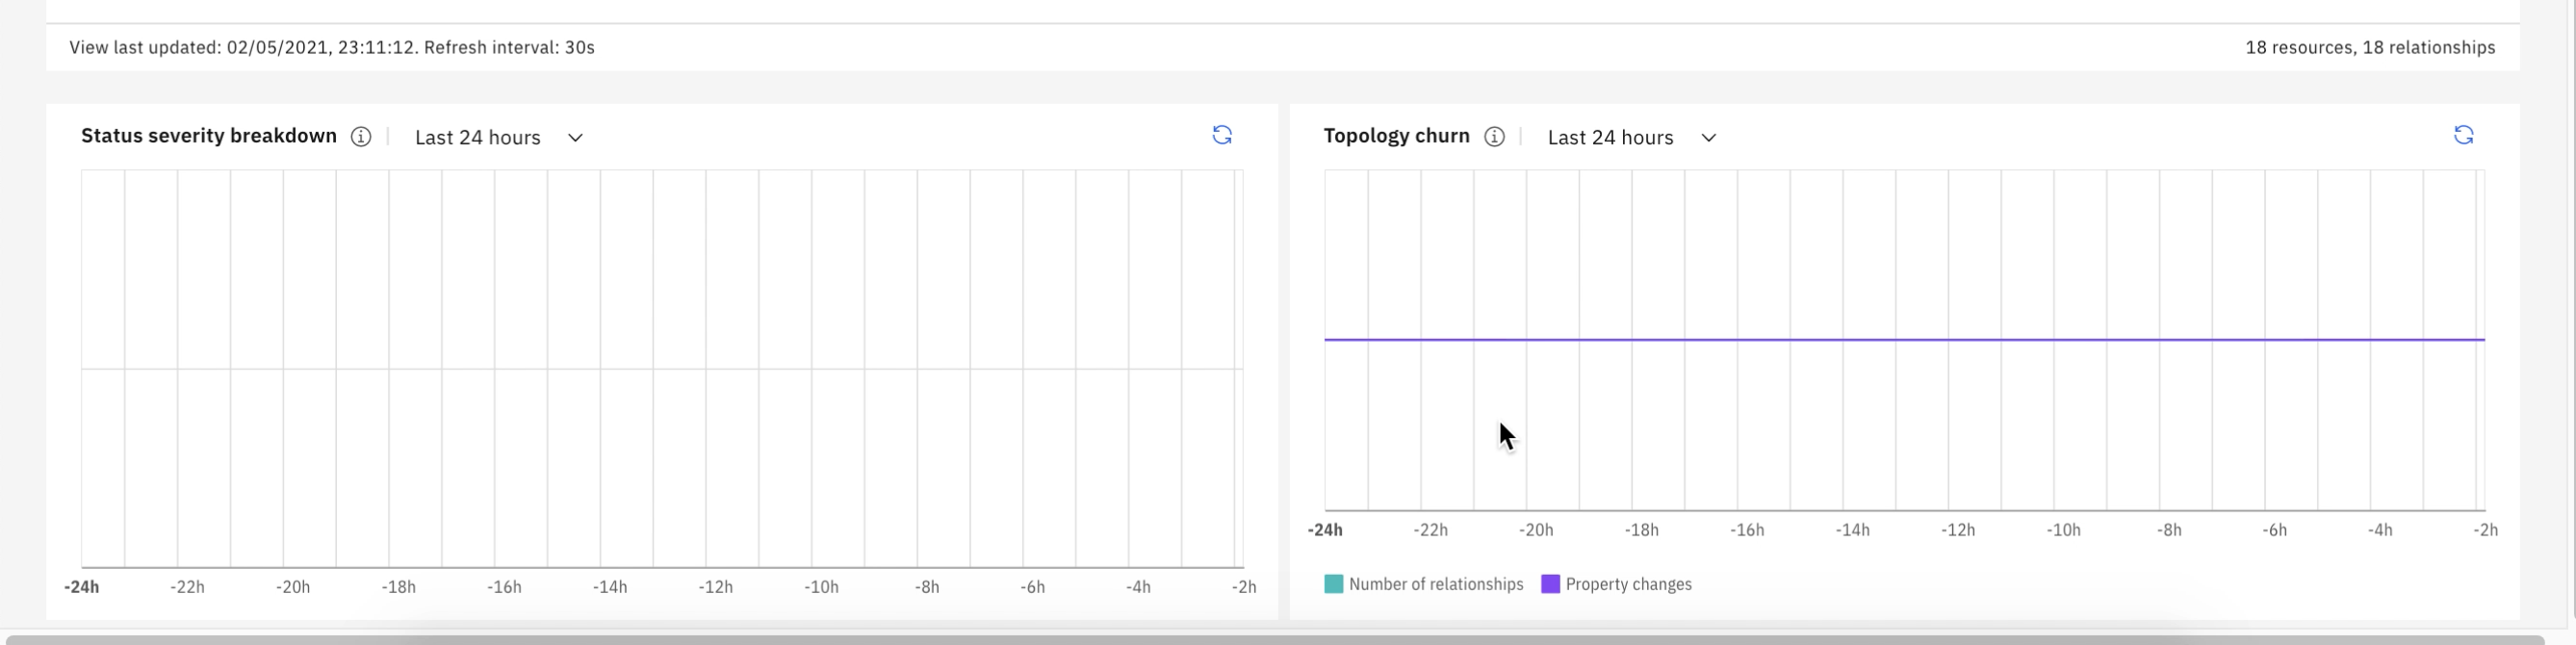 View last updated: 02/05/2021, 23:11:12. Refresh interval: 30s
18 resources, 18 relationships
Status severity breakdown
Last 24 hours
-24h -22h -20h -18h -16h -14h -12h -10h -8h -6h -4h -2h
Topology churn
Last 24 hours
-24h -22h -20h -18h -16h -14h -12h -10h -8h -6h -4h -2h
Number of relationships Property changes